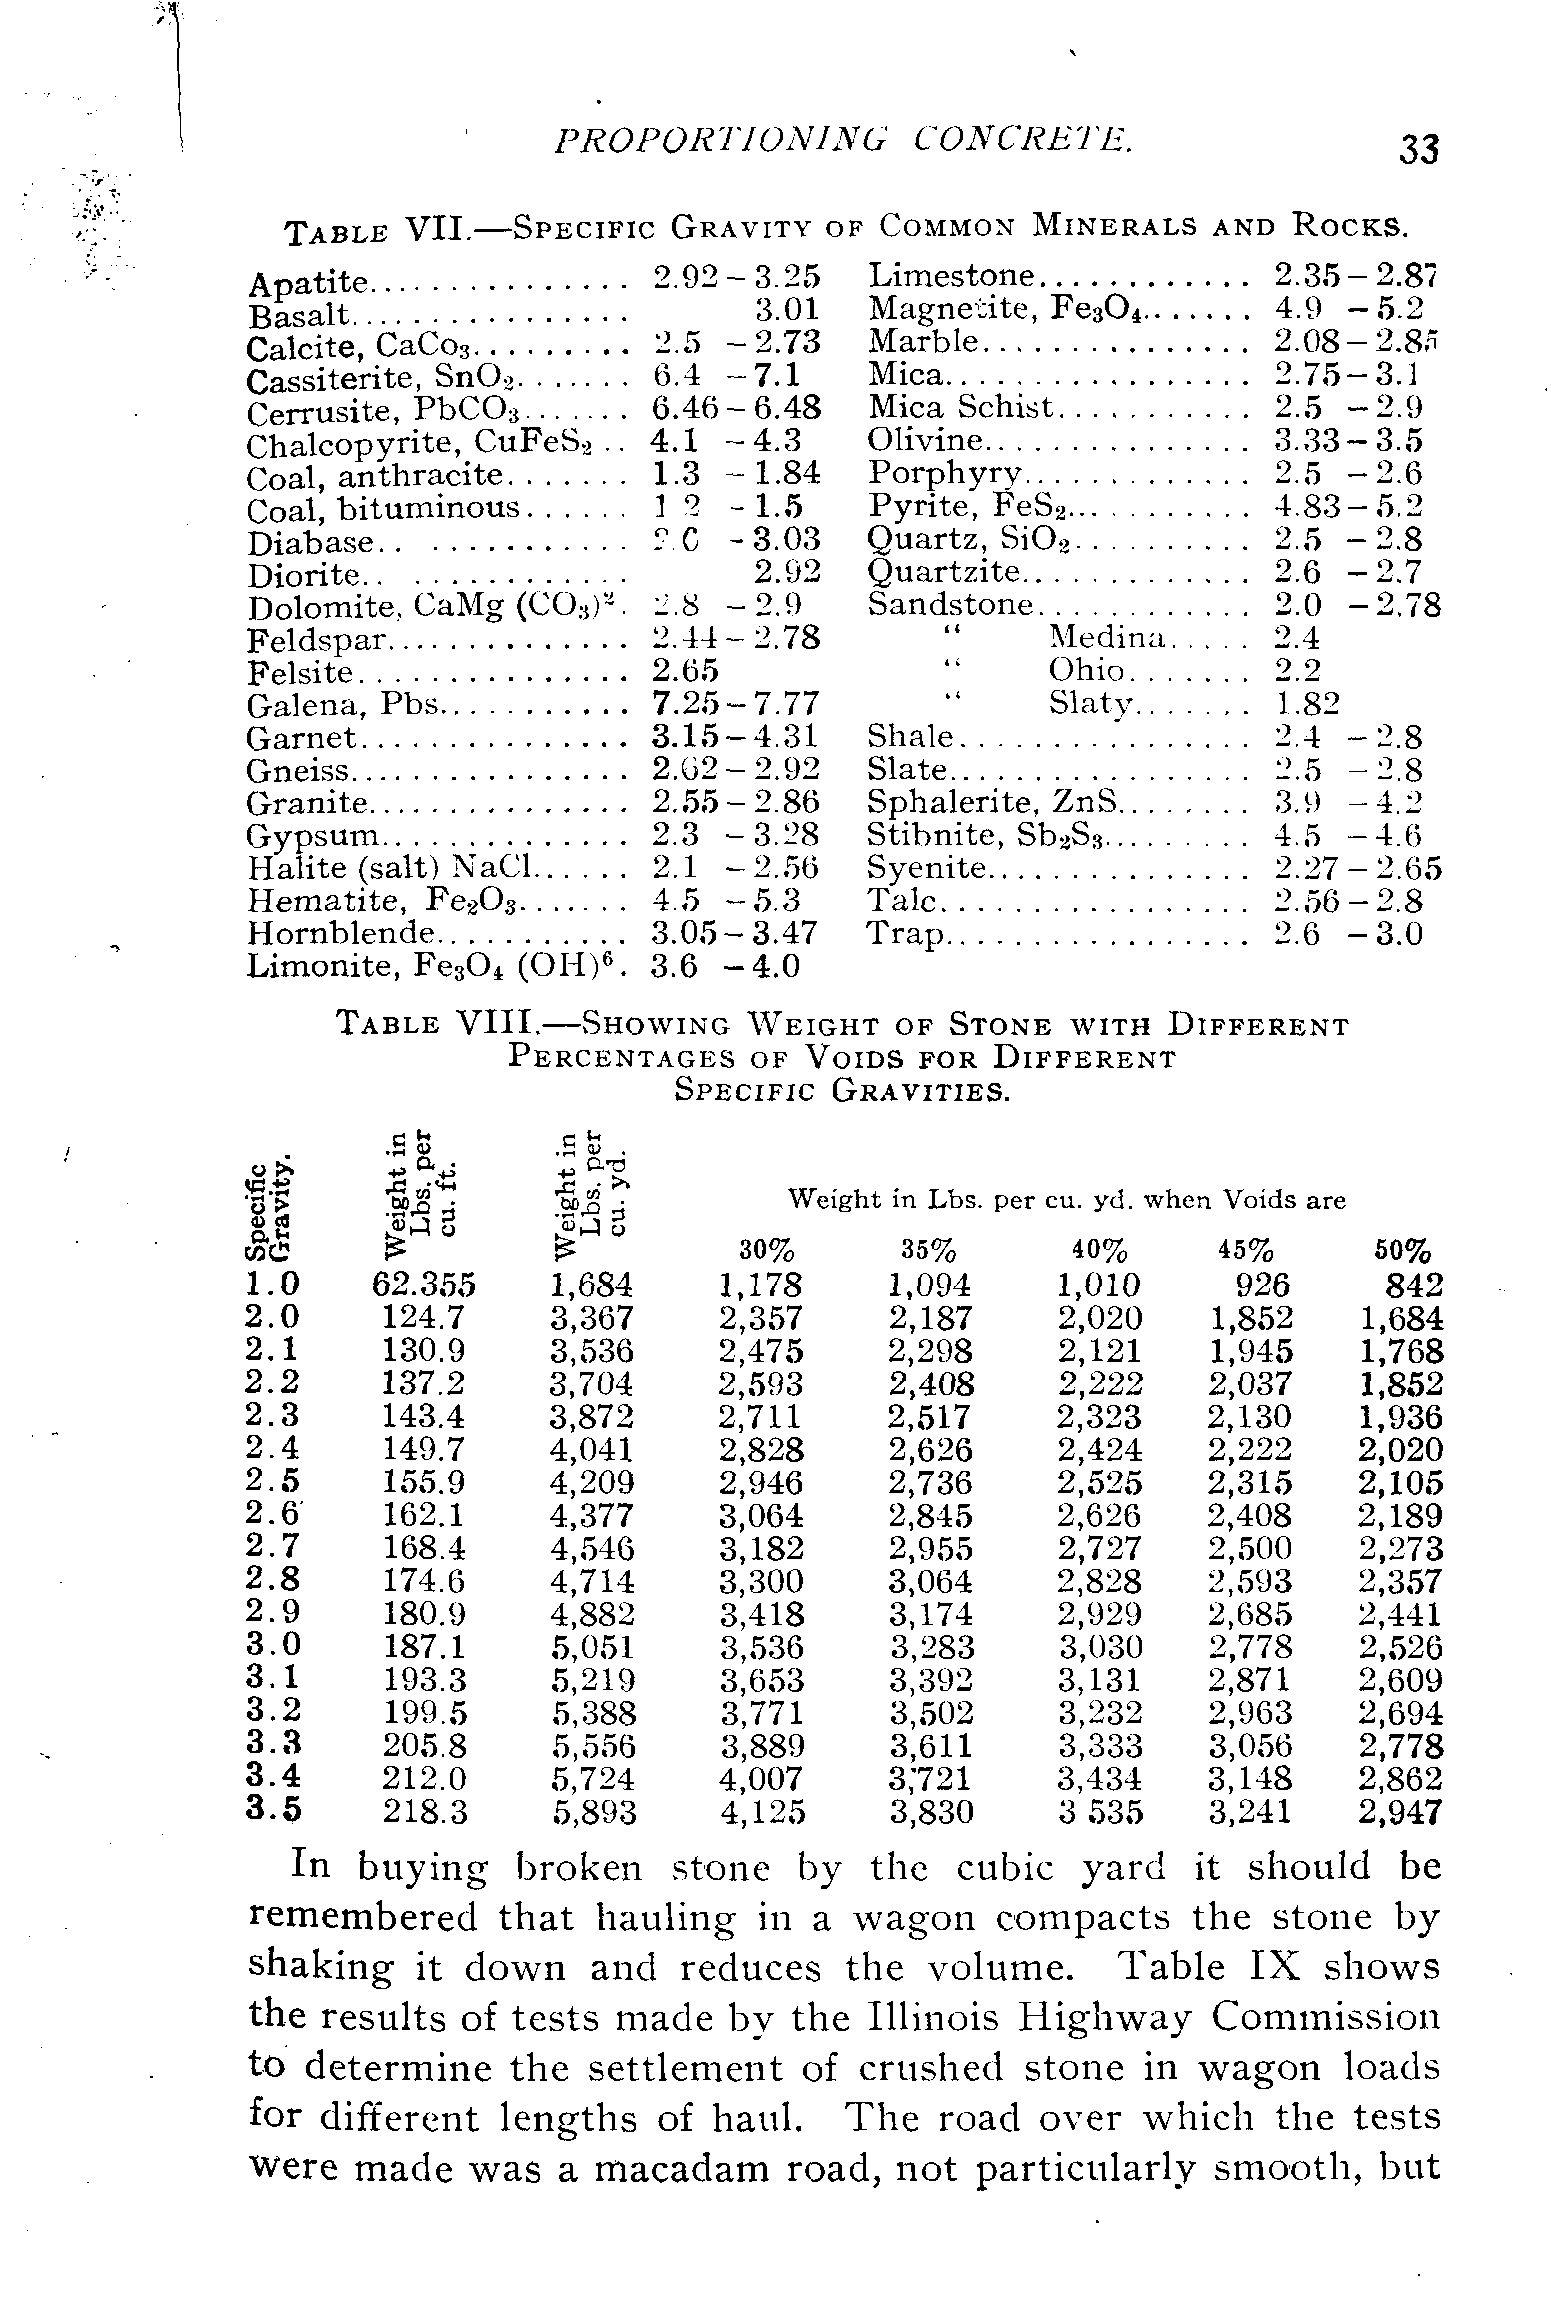 PROPORTIONING CONCRETE. 33
TABLE VII.—SPECIFIC GRAVITY OF COMMON MINERALS AND ROCKS.
Apatite................ 2.92–3.25
Basalt................. 3.01
Calcite, CaCo3.......... 2.5 –2.73
Cassiterite, SnO2....... 6.4 –7.1
Cerrusite, PbCO3....... 6.46–6.48
Chalcopyrite, CuFeS2 .. 4.1 –4.3
Coal, anthracite........ 1.3 –1.84
Coal, bituminous....... 1 2 –1.5
Diabase.. ............ –3.03
Diorite.. ............. 2.92
Dolomite, CaMg (CO3)2. 2.8 –2.9
Feldspar............... 2.44–2.78
Felsite................. 2.65
Galena, Pbs............ 7.25–7.77
Garnet................ 3.15–4.31
Gneiss................. 2.62–2.92
Granite................ 2.55–2.86
Gypsum............... 2.3 –3.28
Halite (salt) NaCl...... 2.1 –2.56
Hematite, Fe2O3....... 4.5 –5.3
Hornblende............ 3.05–3.47
Limonite, Fe3O4 (OH)6. 3.6 –4.0
Limestone............. 2.35–2.87
Magnetite, Fe3O4....... 4.9 –5.2
Marble................ 2.08–2.85
Mica.................. 2.75–3.1
Mica Schist............ 2.5 –2.9
Olivine................ 3.33–3.5
Porphyry.............. 2.5 –2.6
Pyrite, FeS2............ 4.83–5.2
Quartz, SiO2........... 2.5 –2.8
Quartzite.............. 2.6 –2.7
Sandstone............. 2.0 –2.78
“ Medina..... 2.4
“ Ohio........ 2.2
“ Slaty....... 1.82
Shale.................. 2.4 –2.8
Slate................... 2.5 –2.8
Sphalerite, ZnS........ 3.9 –4.2
Stibnite, Sb2S3......... 4.5 –4.6
Syenite................ 2.27–2.65
Talc................... 2.56–2.8
Trap................... 2.6 –3.0
TABLE VIII.—SHOWING WEIGHT OF STONE WITH DIFFERENT
PERCENTAGES OF VOIDS FOR DIFFERENT
SPECIFIC GRAVITIES.
Specific
Gravity.
Weight in
Lbs. per
cu. ft.
Weight in
Lbs. per
cu. yd.
Weight in Lbs. per cu. yd. when Voids are
30% 35% 40% 45% 50%
1.0 62.355 1,684 1,178 1,094 1,010 926 842
2.0 124.7 3,367 2,357 2,187 2,020 1,852 1,684
2.1 130.9 3,536 2,475 2,298 2,121 1,945 1,768
2.2 137.2 3,704 2,593 2,408 2,222 2,037 1,852
2.3 143.4 3,872 2,711 2,517 2,323 2,130 1,936
2.4 149.7 4,041 2,828 2,626 2,424 2,222 2,020
2.5 155.9 4,209 2,946 2,736 2,525 2,315 2,105
2.6 162.1 4,377 3,064 2,845 2,626 2,408 2,189
2.7 168.4 4,546 3,182 2,955 2,727 2,500 2,273
2.8 174.6 4,714 3,300 3,064 2,828 2,593 2,357
2.9 180.9 4,882 3,418 3,174 2,929 2,685 2,441
3.0 187.1 5,051 3,536 3,283 3,030 2,778 2,526
3.1 193.3 5,219 3,653 3,392 3,131 2,871 2,609
3.2 199.5 5,388 3,771 3,502 3,232 2,963 2,694
3.3 205.8 5,556 3,889 3,611 3,333 3,056 2,778
3.4 212.0 5,724 4,007 3,721 3,434 3,148 2,862
3.5 218.3 5,893 4,125 3,830 3 535 3,241 2,947
In buying broken stone by the cubic yard it should be
remembered that hauling in a wagon compacts the stone by
shaking it down and reduces the volume. Table IX shows
the results of tests made by the Illinois Highway Commission
to determine the settlement of crushed stone in wagon loads
for different lengths of haul. The road over which the tests
were made was a macadam road, not particularly smooth, but